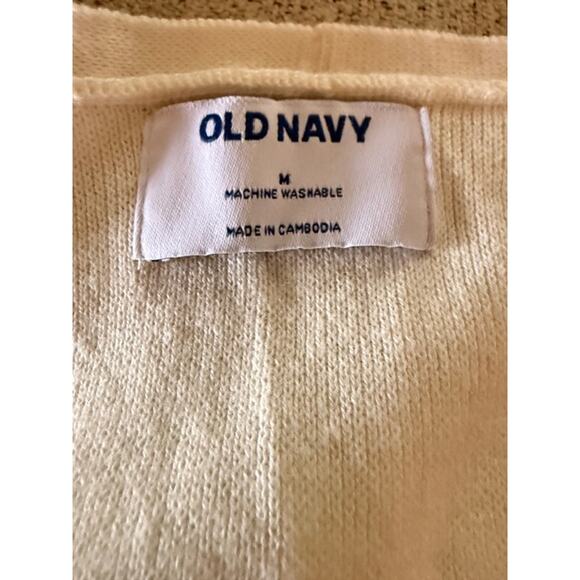 OLD NAVY
M
MACHINE WASHABLE
MADE IN CAMBODIA